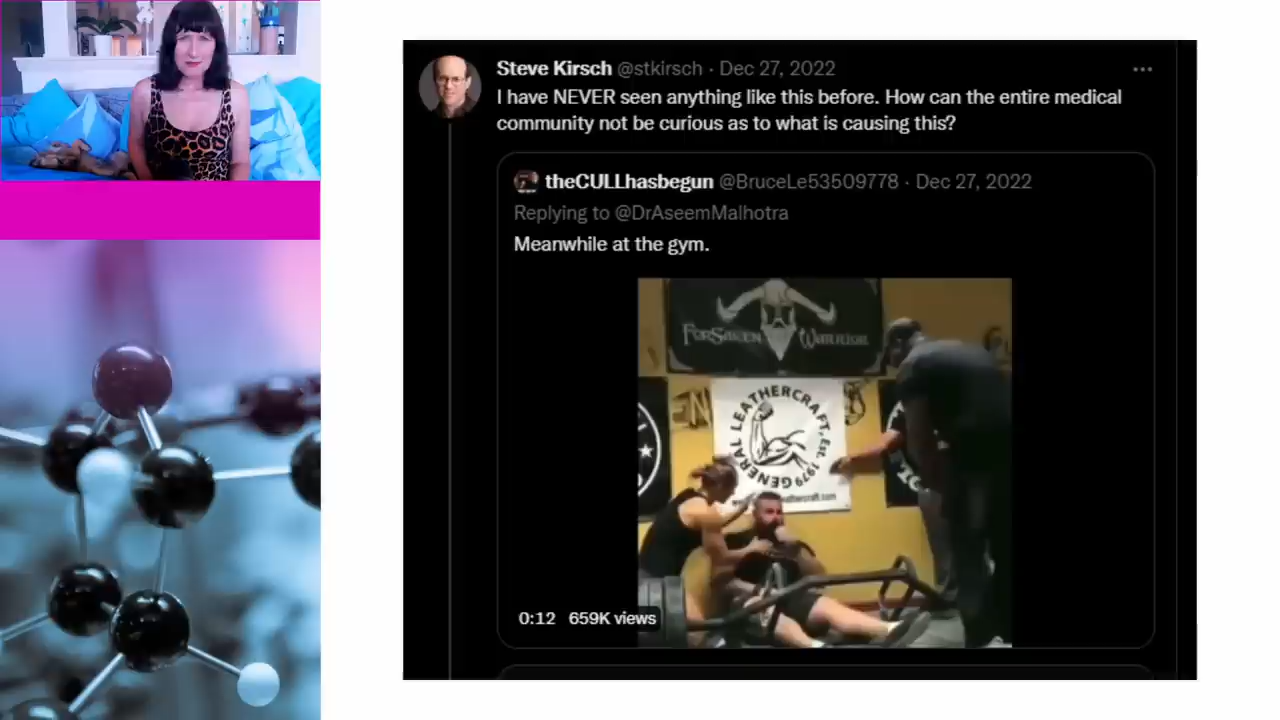 Steve Kirsch @stkirsch · Dec 27, 2022
I have NEVER seen anything like this before. How can the entire medical
community not be curious as to what is causing this?
theCULLhasbegun @BruceLe53509778 · Dec 27, 2022
Replying to @DrAseemMalhotra
Meanwhile at the gym.
FORSAKEN WARRIOR
GENERAL LEATHERCRAFT, EST. 1979
0:12 659K views